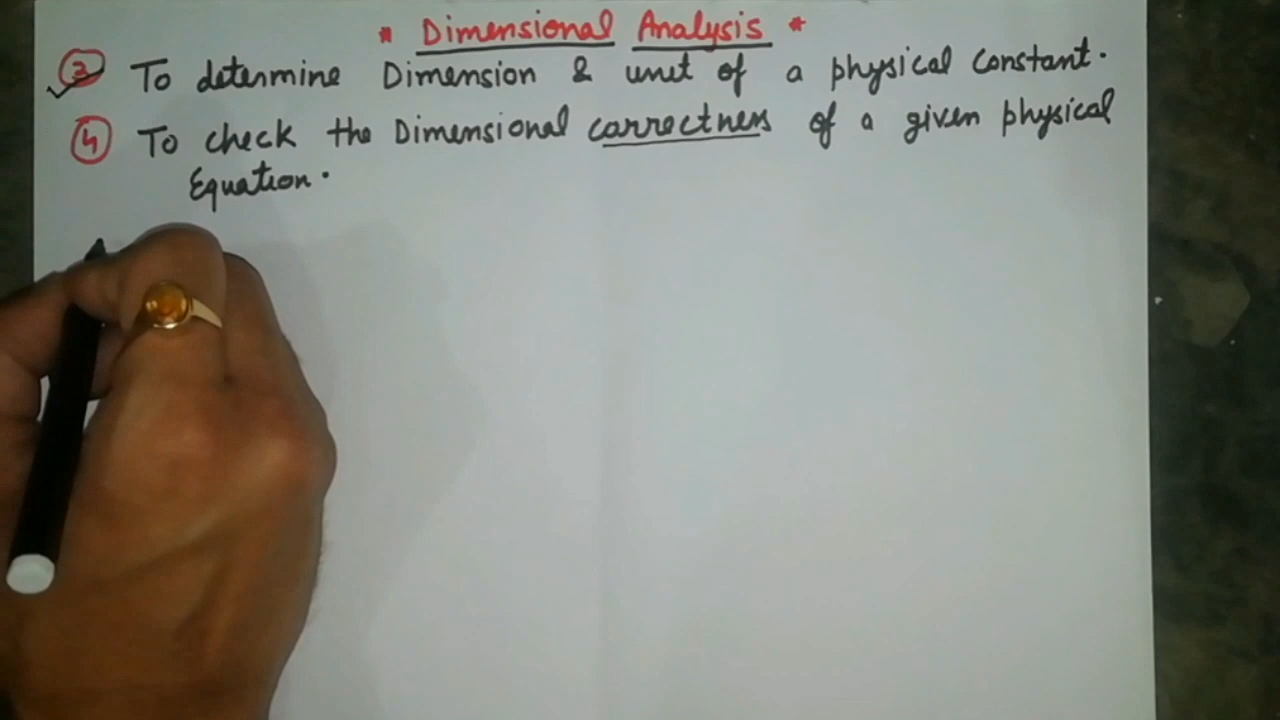 * Dimensional Analysis *
③ To determine Dimension & unit of a physical constant.
④ To check the Dimensional correctness of a given physical
Equation.